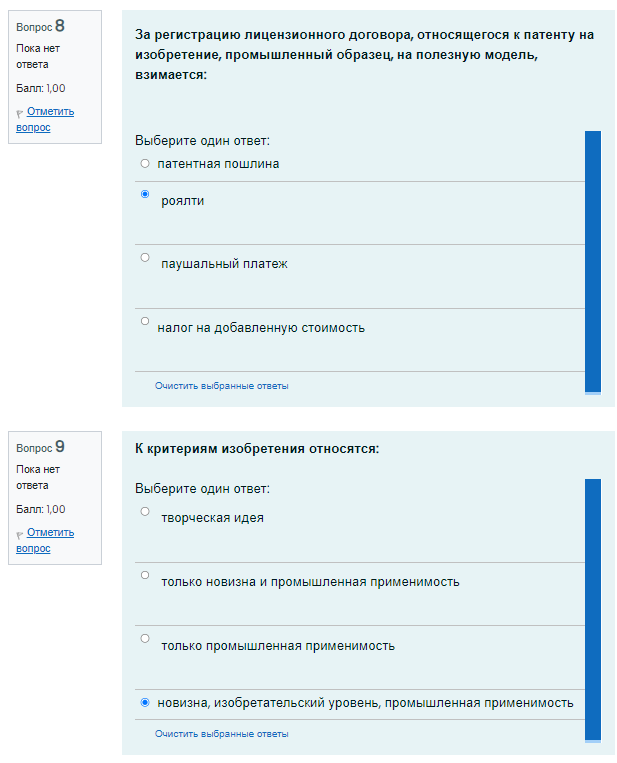 Вопрос 8
Пока нет
ответа
Балл: 1,00
Отметить
вопрос
За регистрацию лицензионного договора, относящегося к патенту на
изобретение, промышленный образец, на полезную модель,
взимается:
Выберите один ответ:
патентная пошлина
роялти
паушальный платеж
налог на добавленную стоимость
Очистить выбранные ответы
Вопрос 9
Пока нет
ответа
Балл: 1,00
Отметить
вопрос
К критериям изобретения относятся:
Выберите один ответ:
творческая идея
только новизна и промышленная применимость
только промышленная применимость
новизна, изобретательский уровень, промышленная применимость
Очистить выбранные ответы